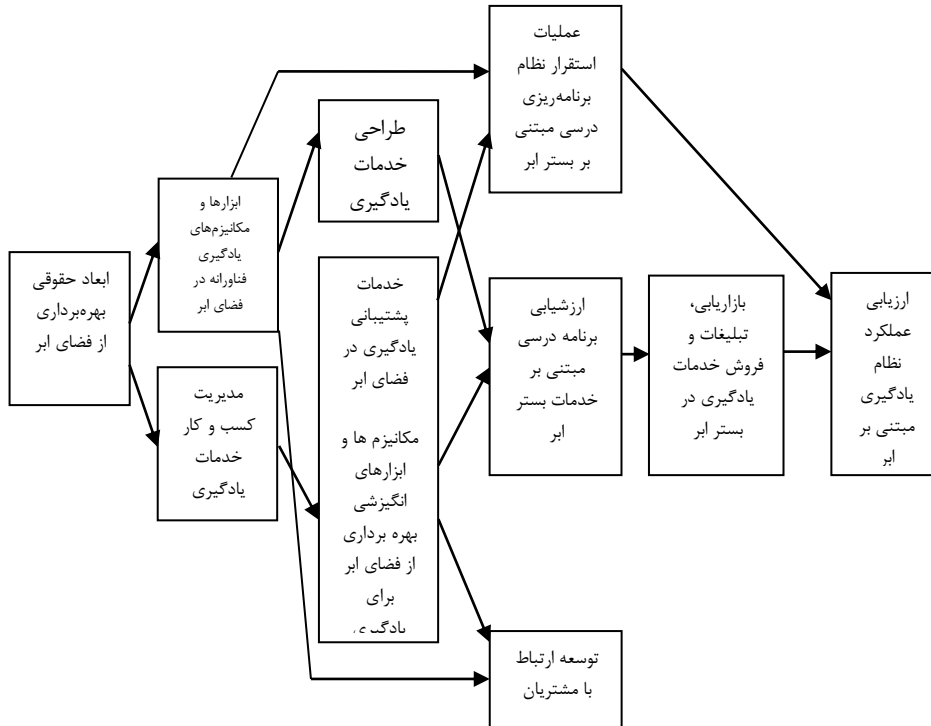 عملیات
استقرار نظام
برنامه‌ریزی
درسی مبتنی
بر بستر ابر
طراحی
خدمات
یادگیری
ابزارها و
مکانیزم‌های
یادگیری
فناورانه در
فضای ابر
ابعاد حقوقی
بهره‌برداری
از فضای ابر
مدیریت
کسب و کار
خدمات
یادگیری
خدمات
پشتیبانی
یادگیری در
فضای ابر
مکانیزم ها و
ابزارهای
انگیزشی
بهره برداری
از فضای ابر
برای
یادگیری
ارزشیابی
برنامه درسی
مبتنی بر
خدمات بستر
ابر
بازاریابی،
تبلیغات و
فروش خدمات
یادگیری در
بستر ابر
ارزیابی
عملکرد
نظام
یادگیری
مبتنی بر
ابر
توسعه ارتباط
با مشتریان